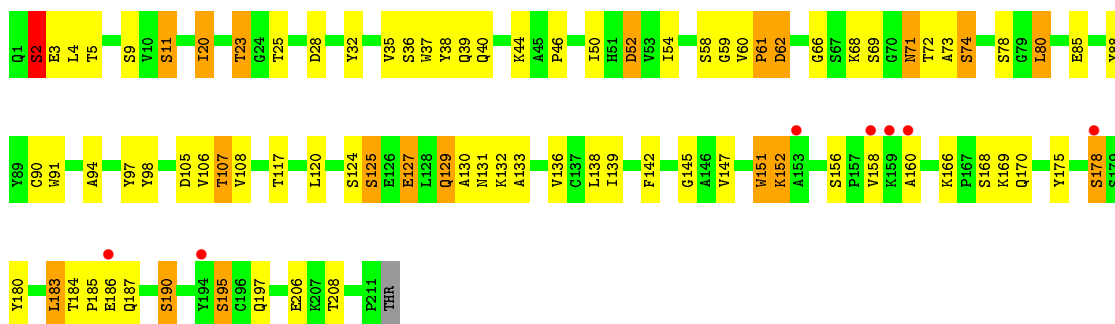 Q1 S2 E3 L4 T5 S9 V10 S11 I20 T23 G24 T25 D28 Y32 V35 S36 W37 Y38 Q39 Q40 K44 A45 P46 I50 H51 D52 V53 I54 S58 G59 V60 P61 D62 G66 S67 K68 S69 G70 N71 T72 A73 S74 S78 G79 L80 E85 Y88
Y89 C90 W91 A94 Y97 Y98 D105 V106 T107 V108 T117 L120 S124 S125 E126 E127 L128 Q129 A130 N131 K132 A133 V136 C137 L138 I139 F142 G145 A146 V147 W151 K152 A153 S156 P157 V158 K159 A160 K166 P167 S168 K169 Q170 Y175 S178 S179
Y180 L183 T184 P185 E186 Q187 S190 Y194 S195 C196 Q197 E206 K207 T208 P211 THR